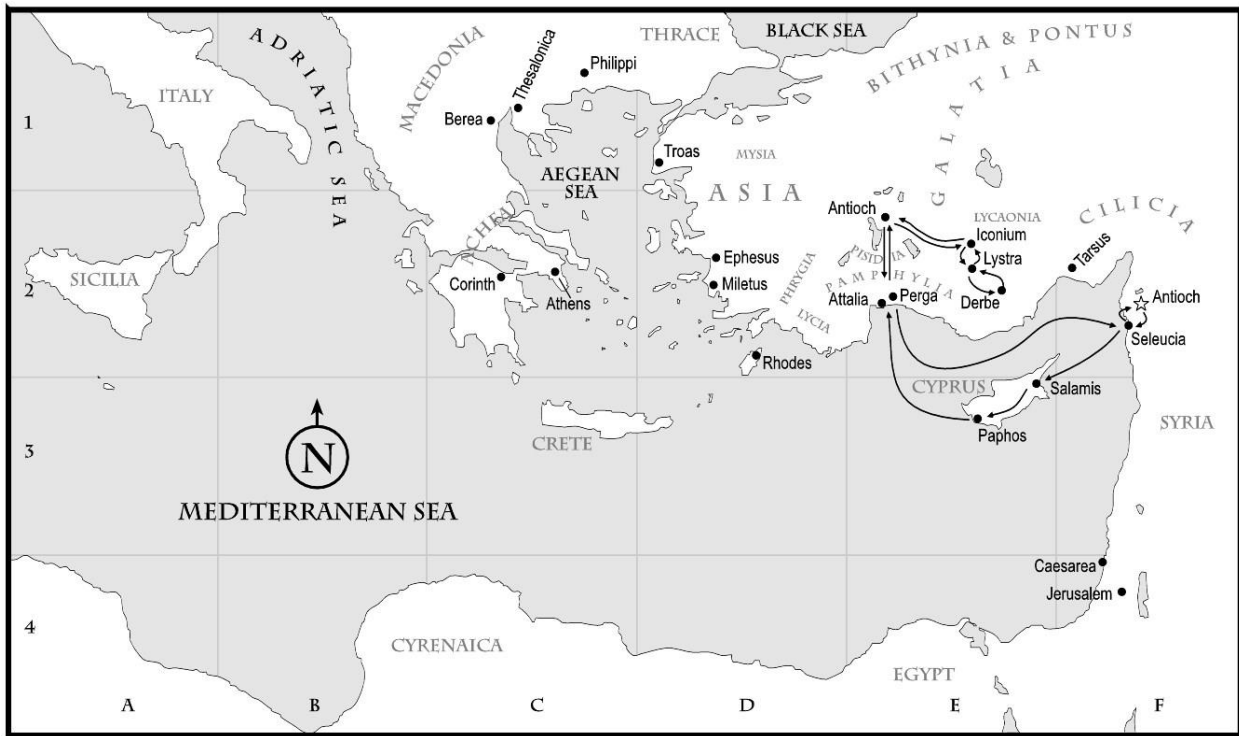 ADRIATIC SEA
ITALY
MACEDONIA
Thesalonica
THRACE
BLACK SEA
BITHYNIA & PONTUS
Philippi
GALATIA
1
Berea
Troas
MYSIA
AEGEAN
SEA
ASIA
ACHEA
Antioch
LYCAONIA
CILICIA
Iconium
PISIDIA
Lystra
Tarsus
SICILIA
2
Corinth
Athens
Ephesus
Miletus
PHRYGIA
PAMPHYLIA
LYCIA
Attalia
Perga
Derbe
Antioch
Seleucia
Rhodes
CYPRUS
Salamis
Paphos
SYRIA
CRETE
3
N
MEDITERRANEAN SEA
Caesarea
Jerusalem
4
CYRENAICA
EGYPT
A
B
C
D
E
F